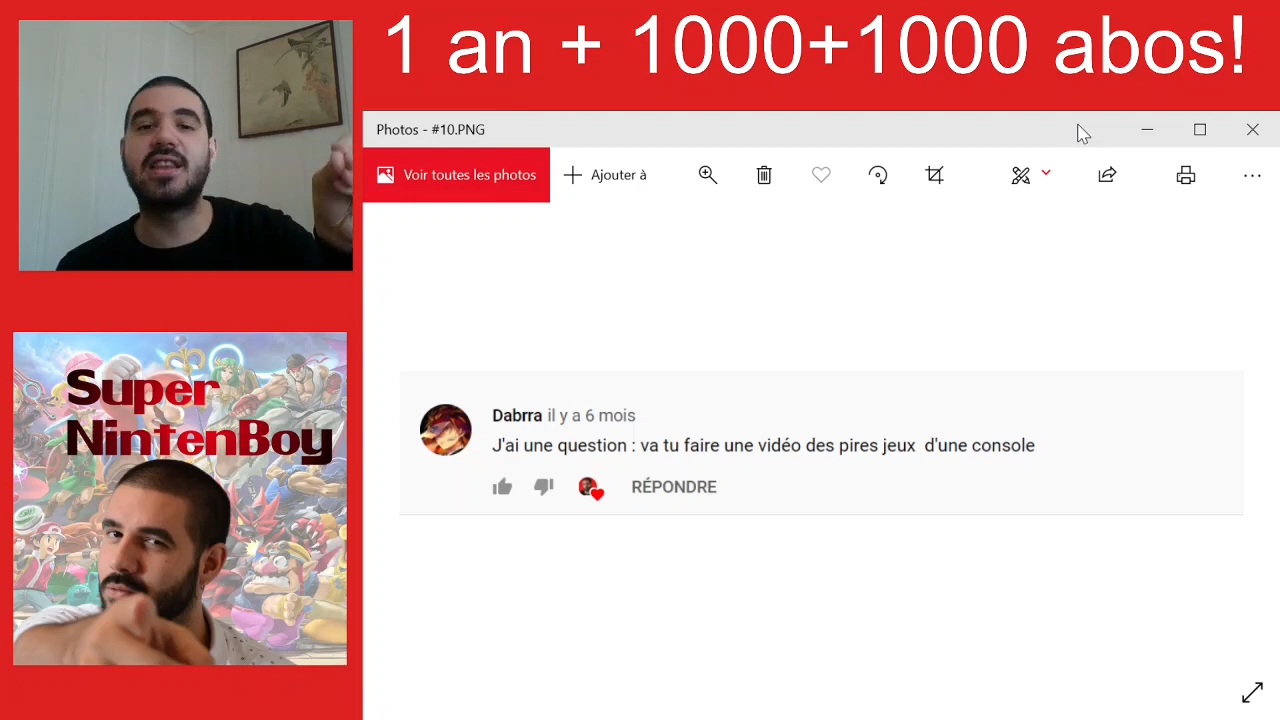 1 an + 1000+1000 abos!
Photos - #10.PNG
Voir toutes les photos
Ajouter à
Super
NintenBoy
Dabrra il y a 6 mois
J'ai une question : va tu faire une vidéo des pires jeux d'une console
RÉPONDRE